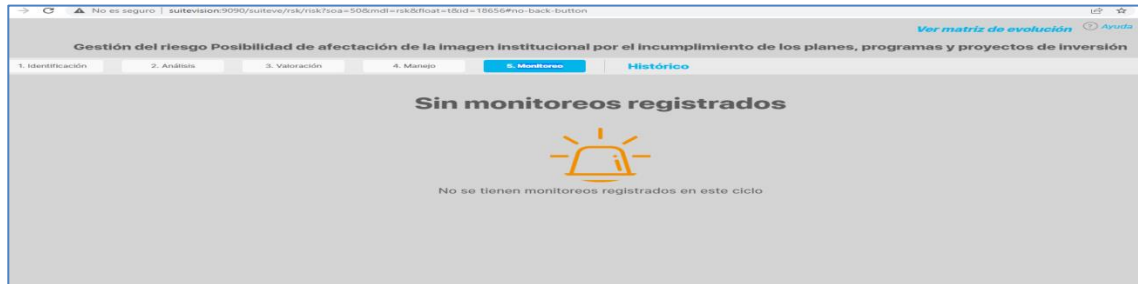 No es seguro | suitevision:9090/suiteve/rsk/risk?soa=50&mdl=rsk&float=t&id=18656#no-back-button
Ver matriz de evolución ? Ayuda
Gestión del riesgo Posibilidad de afectación de la imagen institucional por el incumplimiento de los planes, programas y proyectos de inversión
1. Identificación 2. Análisis 3. Valoración 4. Manejo 5. Monitoreo Histórico
Sin monitoreos registrados
No se tienen monitoreos registrados en este ciclo